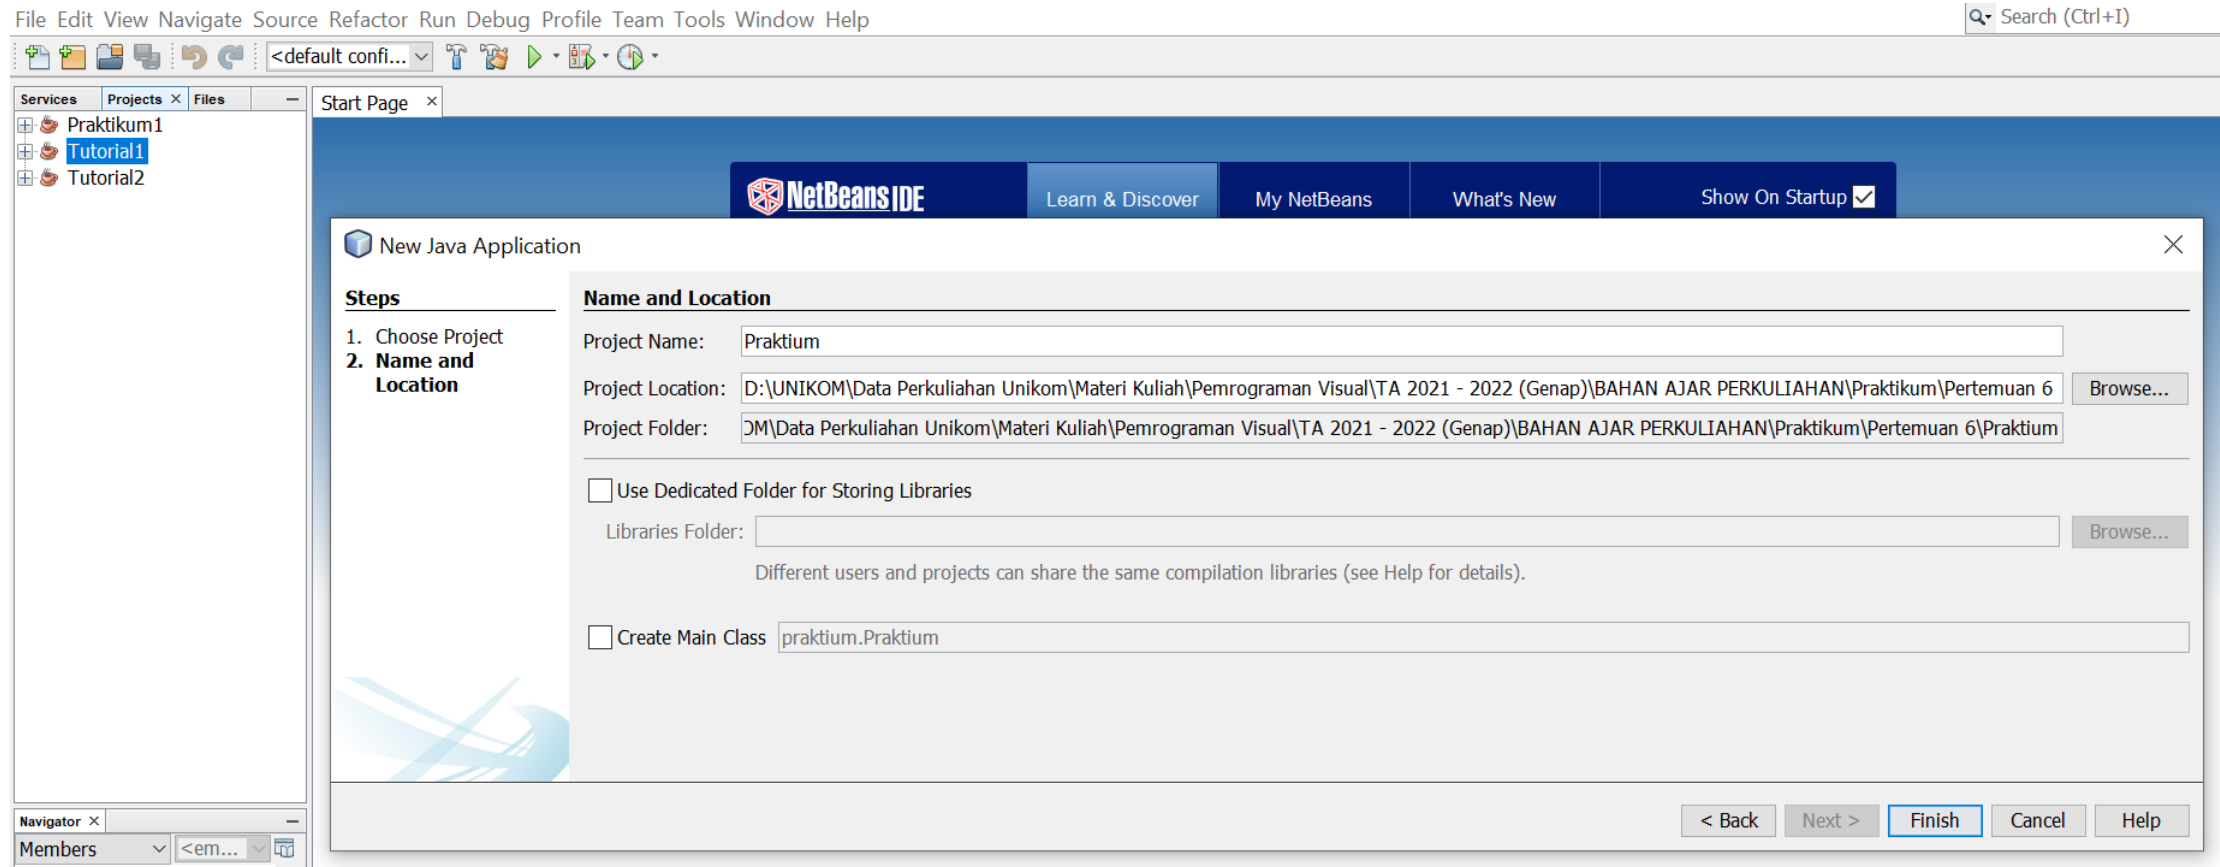 File Edit View Navigate Source Refactor Run Debug Profile Team Tools Window Help
Search (Ctrl+I)
<default confi...
Services Projects Files
Start Page
Praktikum1
Tutorial1
Tutorial2
NetBeans IDE
Learn & Discover
My NetBeans
What's New
Show On Startup
New Java Application
Steps
1. Choose Project
2. Name and
Location
Name and Location
Project Name: Praktium
Project Location: D:\UNIKOM\Data Perkuliahan Unikom\Materi Kuliah\Pemrograman Visual\TA 2021 - 2022 (Genap)\BAHAN AJAR PERKULIAHAN\Praktikum\Pertemuan 6 Browse...
Project Folder: OM\Data Perkuliahan Unikom\Materi Kuliah\Pemrograman Visual\TA 2021 - 2022 (Genap)\BAHAN AJAR PERKULIAHAN\Praktikum\Pertemuan 6\Praktium
Use Dedicated Folder for Storing Libraries
Libraries Folder: Browse...
Different users and projects can share the same compilation libraries (see Help for details).
Create Main Class praktium.Praktium
< Back Next > Finish Cancel Help
Navigator
Members <em...